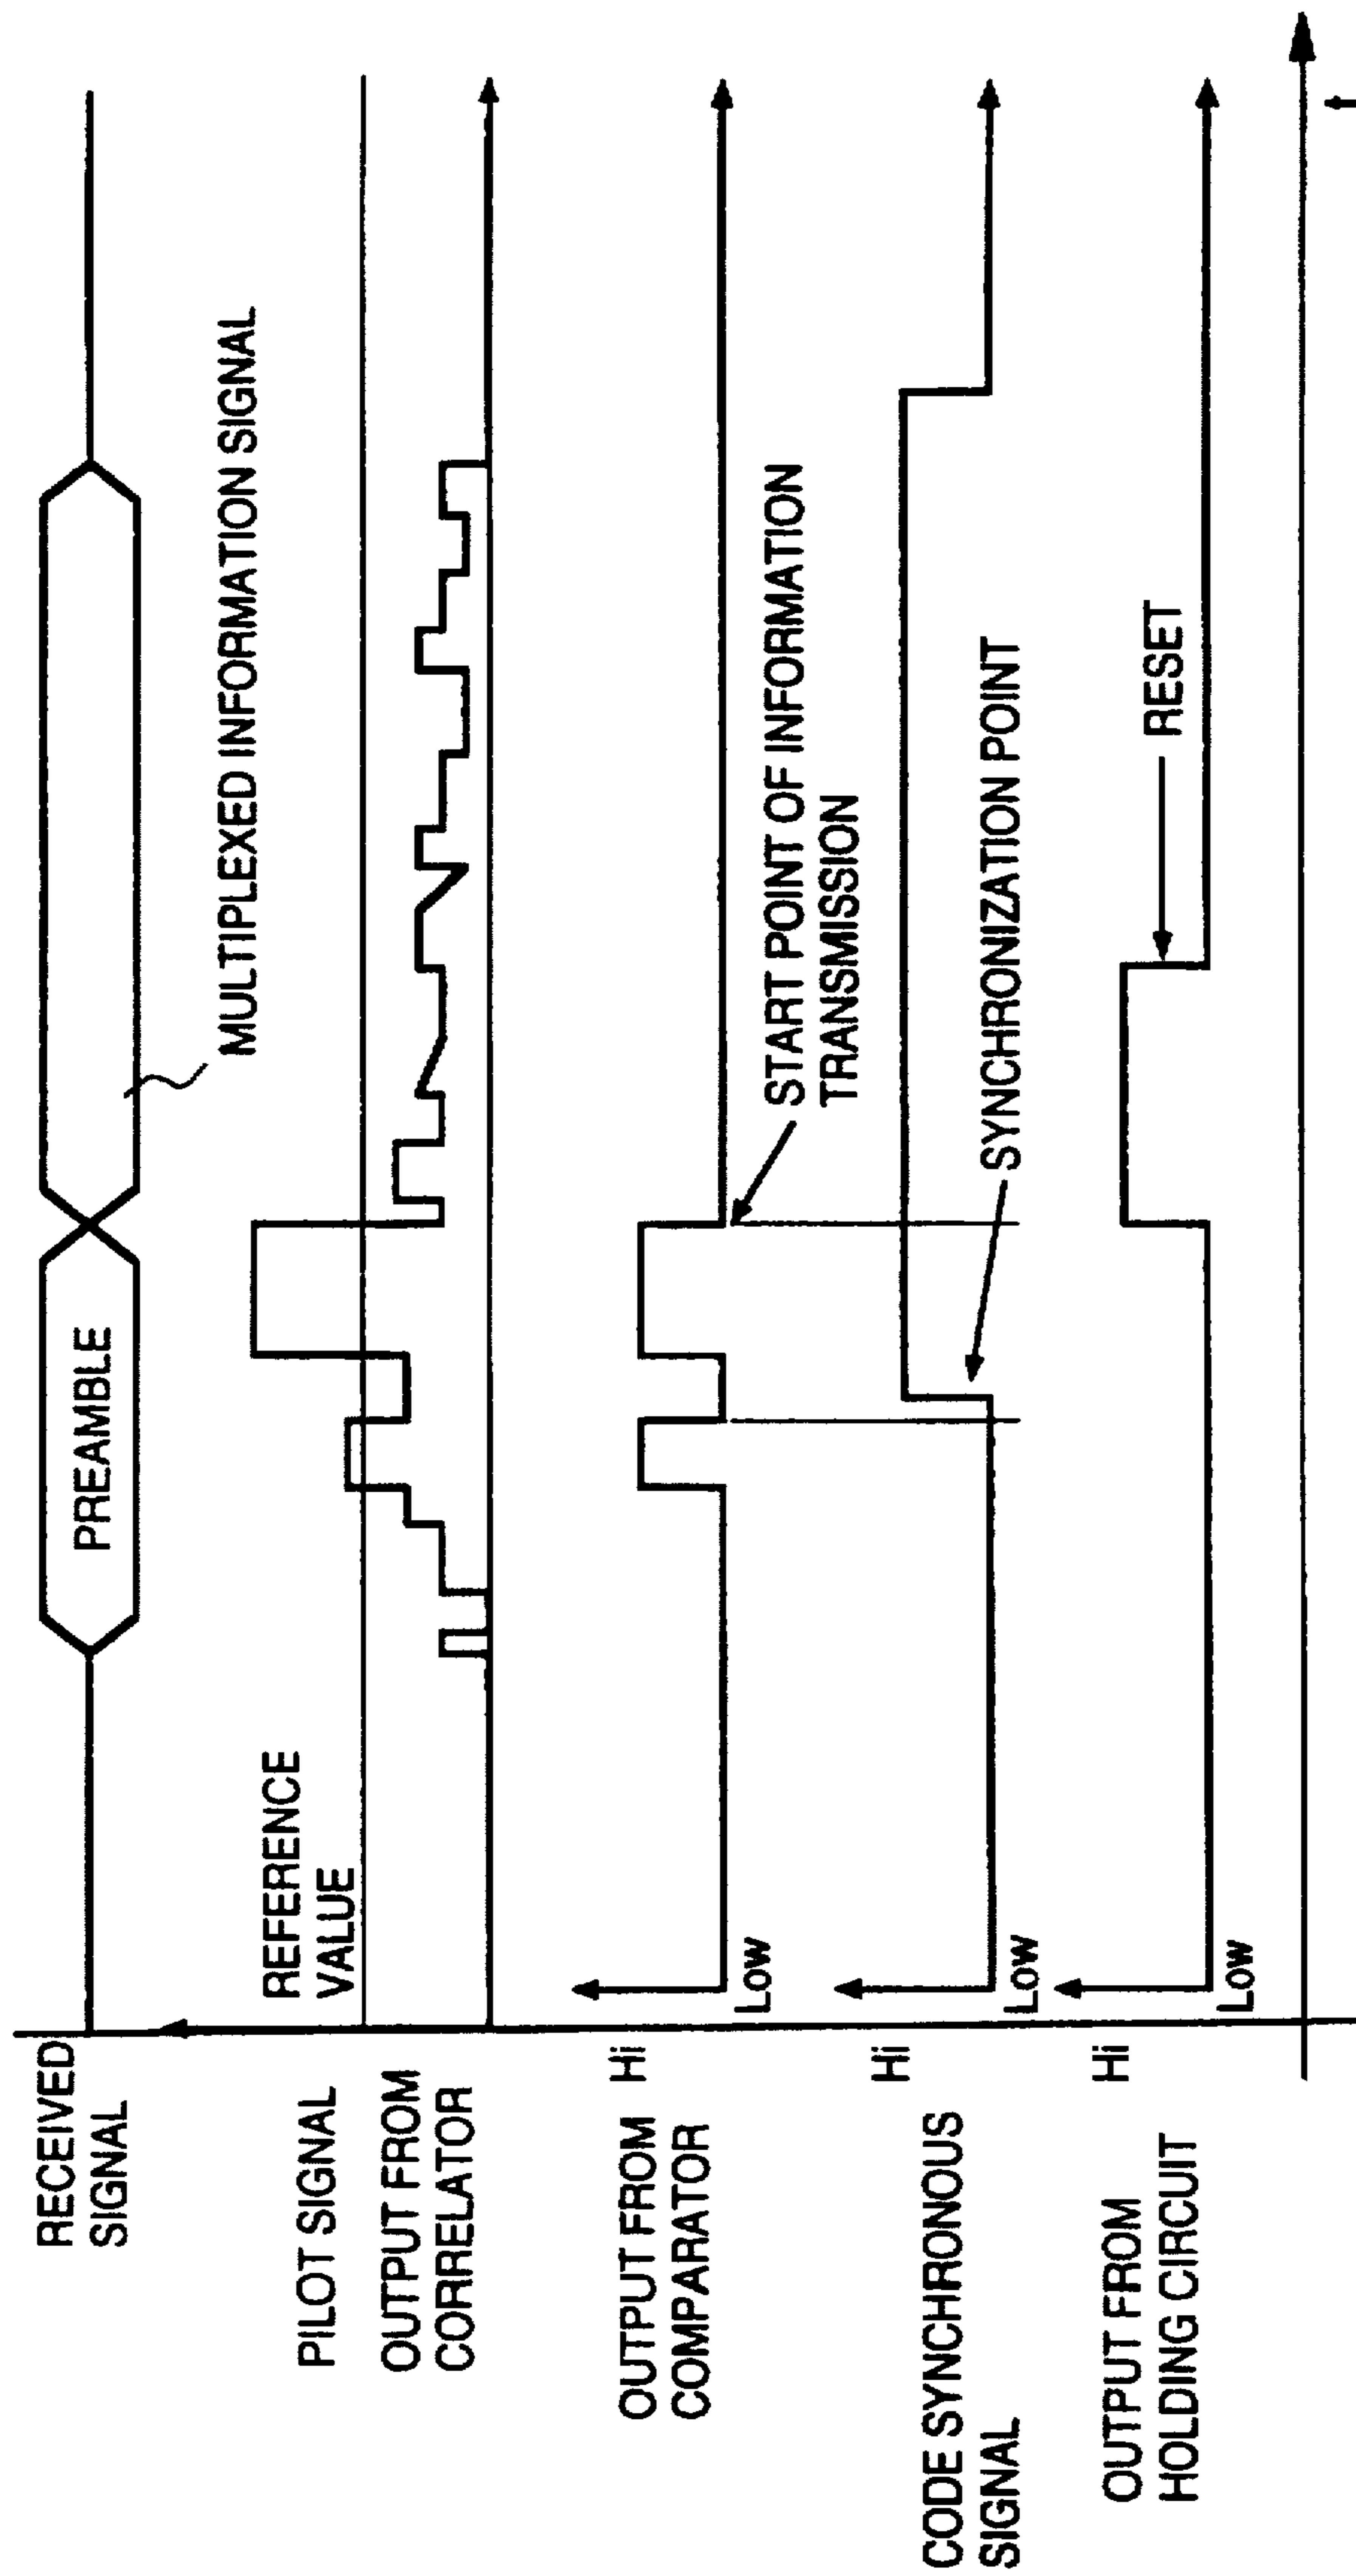 RECEIVED
SIGNAL
PREAMBLE
MULTIPLEXED INFORMATION SIGNAL
PILOT SIGNAL
REFERENCE
VALUE
OUTPUT FROM
CORRELATOR
OUTPUT FROM
COMPARATOR
Hi
Low
START POINT OF INFORMATION
TRANSMISSION
CODE SYNCHRONOUS
SIGNAL
Hi
Low
SYNCHRONIZATION POINT
OUTPUT FROM
HOLDING CIRCUIT
Hi
Low
RESET